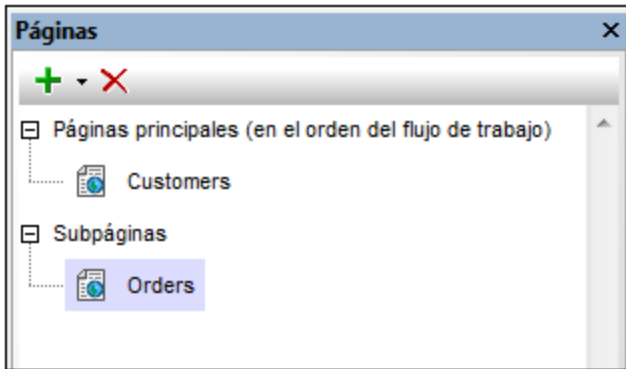 Páginas
Páginas principales (en el orden del flujo de trabajo)
Customers
Subpáginas
Orders